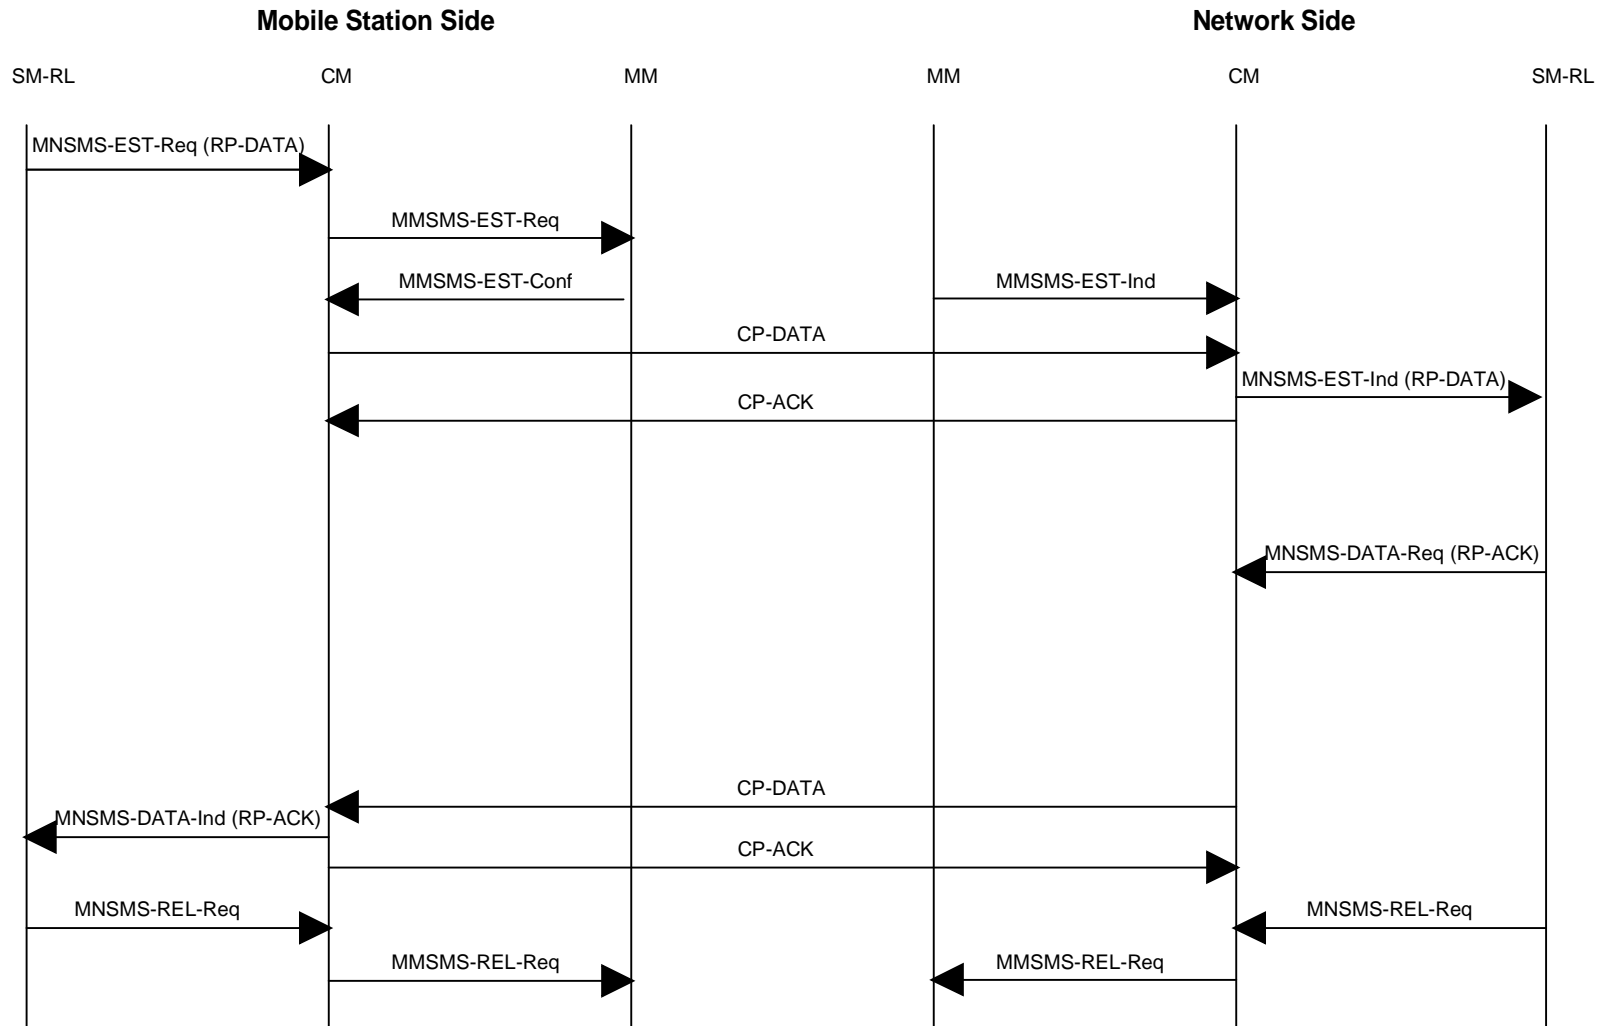 Mobile Station Side
Network Side
SM-RL
CM
MM
MM
CM
SM-RL
MNSMS-EST-Req (RP-DATA)
MMSMS-EST-Req
MMSMS-EST-Conf
MMSMS-EST-Ind
CP-DATA
MNSMS-EST-Ind (RP-DATA)
CP-ACK
MNSMS-DATA-Req (RP-ACK)
CP-DATA
MNSMS-DATA-Ind (RP-ACK)
CP-ACK
MNSMS-REL-Req
MNSMS-REL-Req
MMSMS-REL-Req
MMSMS-REL-Req